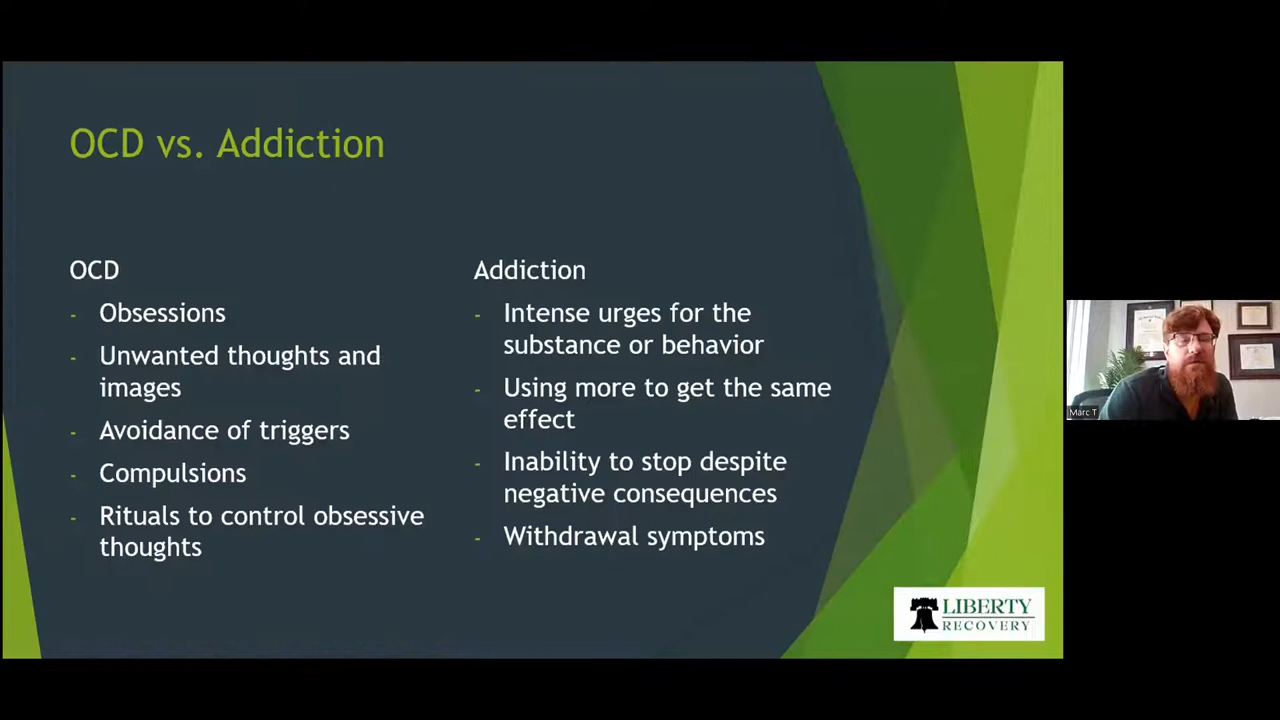 OCD vs. Addiction
OCD
- Obsessions
- Unwanted thoughts and
images
- Avoidance of triggers
- Compulsions
- Rituals to control obsessive
thoughts
Addiction
- Intense urges for the
substance or behavior
- Using more to get the same
effect
- Inability to stop despite
negative consequences
- Withdrawal symptoms
LIBERTY
RECOVERY
Marc T